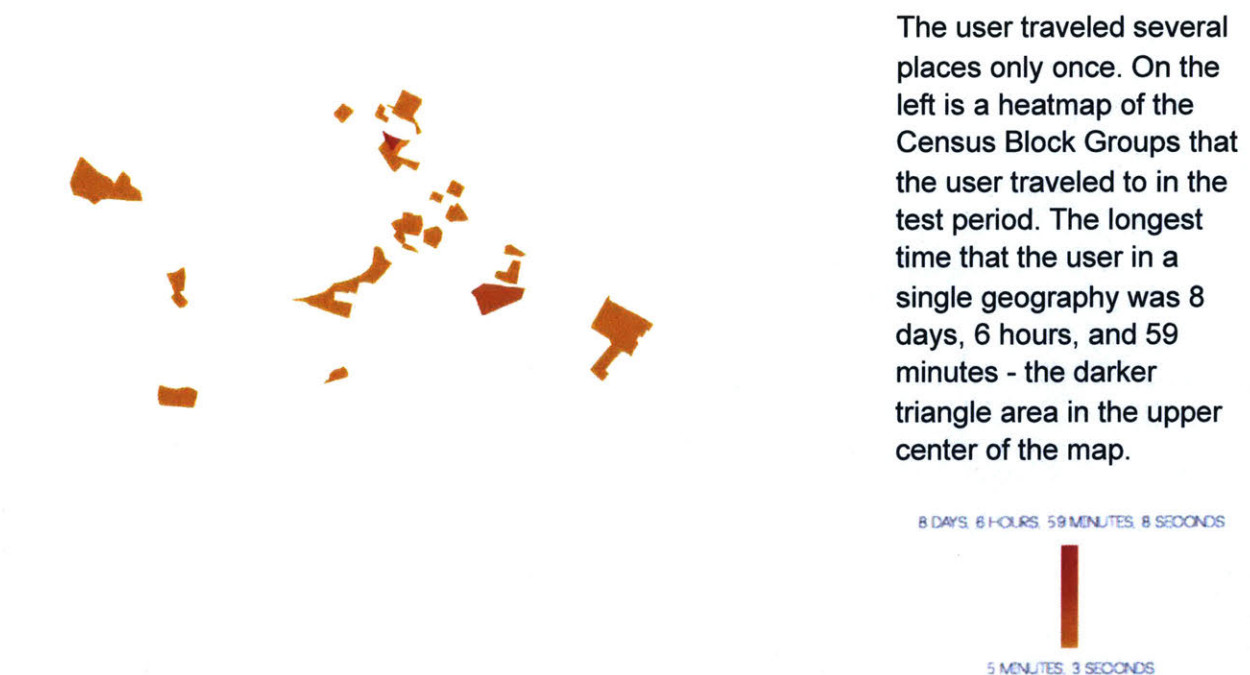 The user traveled several
places only once. On the
left is a heatmap of the
Census Block Groups that
the user traveled to in the
test period. The longest
time that the user in a
single geography was 8
days, 6 hours, and 59
minutes - the darker
triangle area in the upper
center of the map.
8 DAYS, 6 HOURS, 59 MINUTES, 8 SECONDS
5 MINUTES, 3 SECONDS